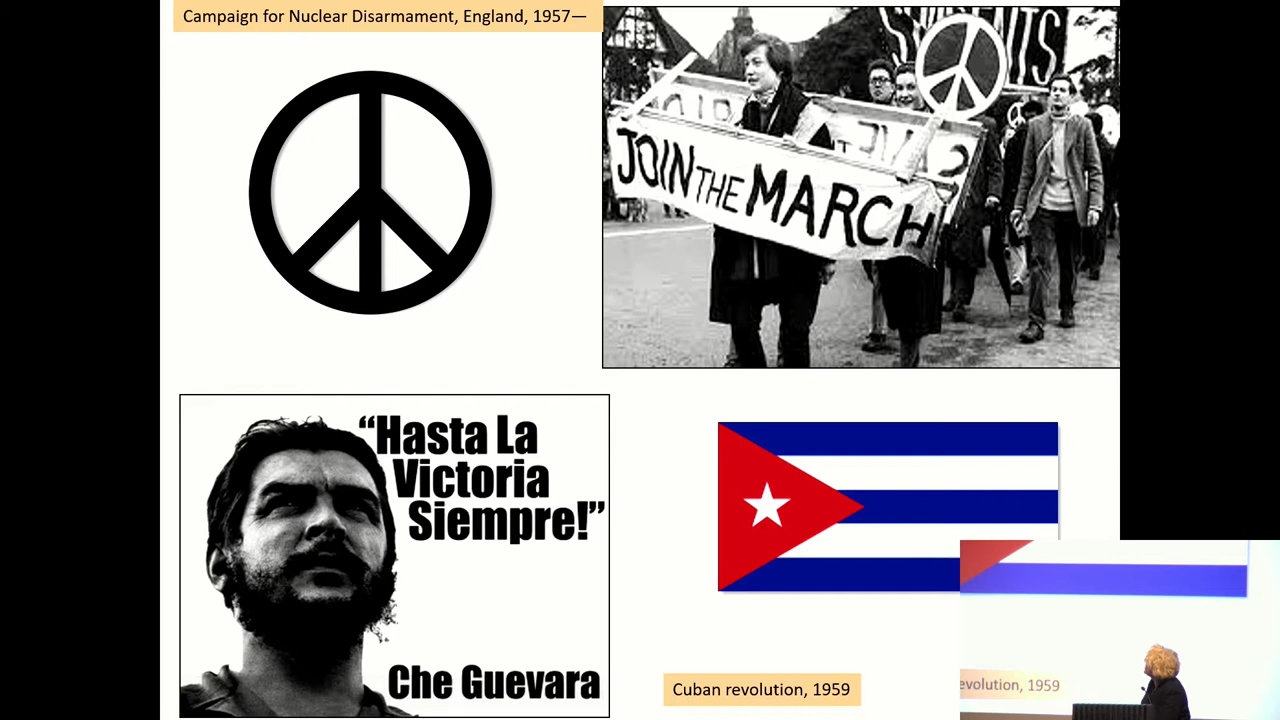 Campaign for Nuclear Disarmament, England, 1957—
JOIN THE MARCH
“Hasta La
Victoria
Siempre!”
Che Guevara
Cuban revolution, 1959
evolution, 1959